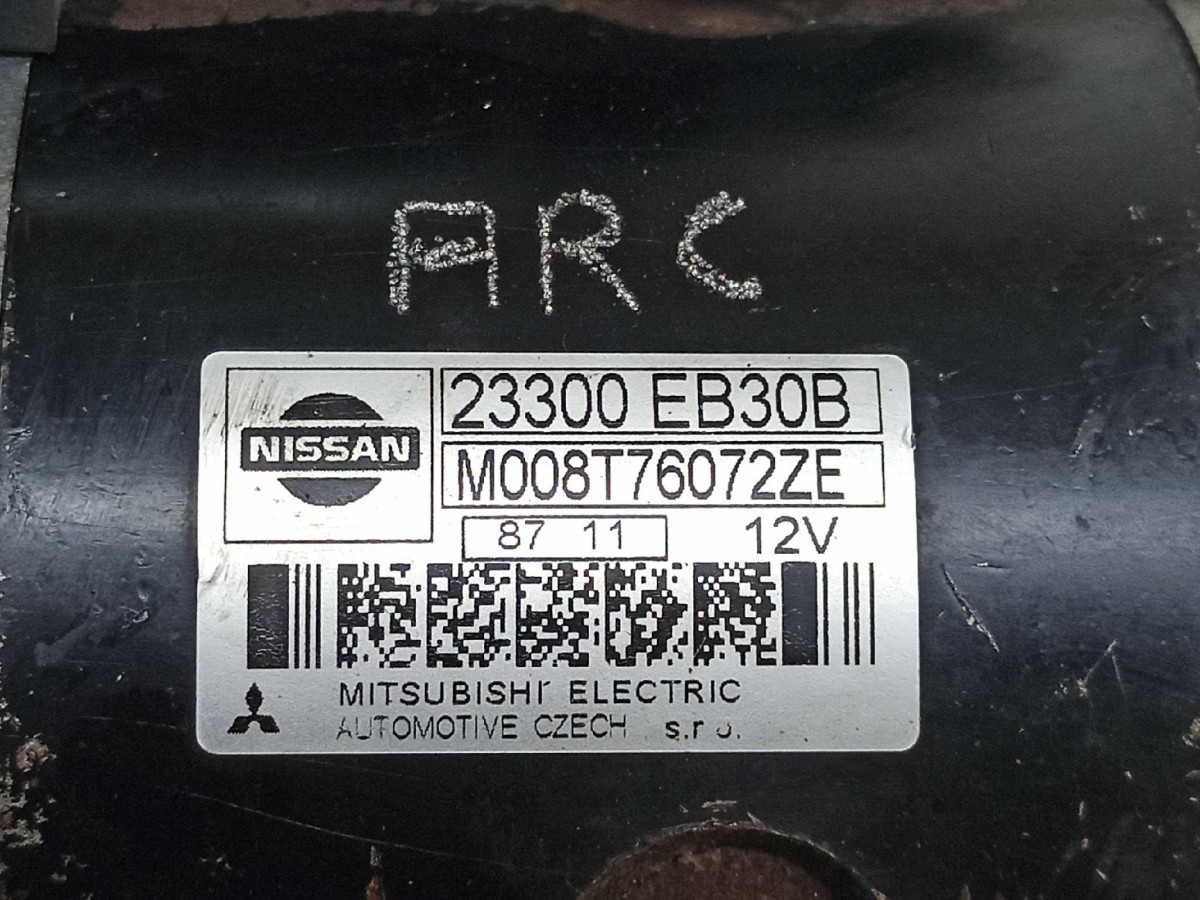 ARC
NISSAN
23300 EB30B
M008T76072ZE
87 11
12V
MITSUBISHI ELECTRIC
AUTOMOTIVE CZECH s.r.o.